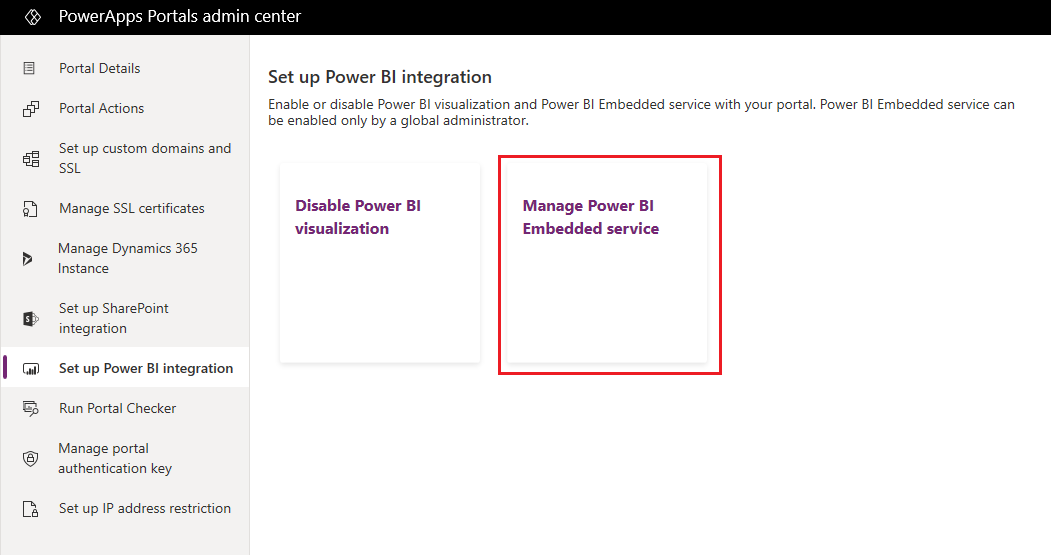 PowerApps Portals admin center
Portal Details
Portal Actions
Set up custom domains and
SSL
Manage SSL certificates
Manage Dynamics 365
Instance
Set up SharePoint
integration
Set up Power BI integration
Run Portal Checker
Manage portal
authentication key
Set up IP address restriction
Set up Power BI integration
Enable or disable Power BI visualization and Power BI Embedded service with your portal. Power BI Embedded service can
be enabled only by a global administrator.
Disable Power BI
visualization
Manage Power BI
Embedded service